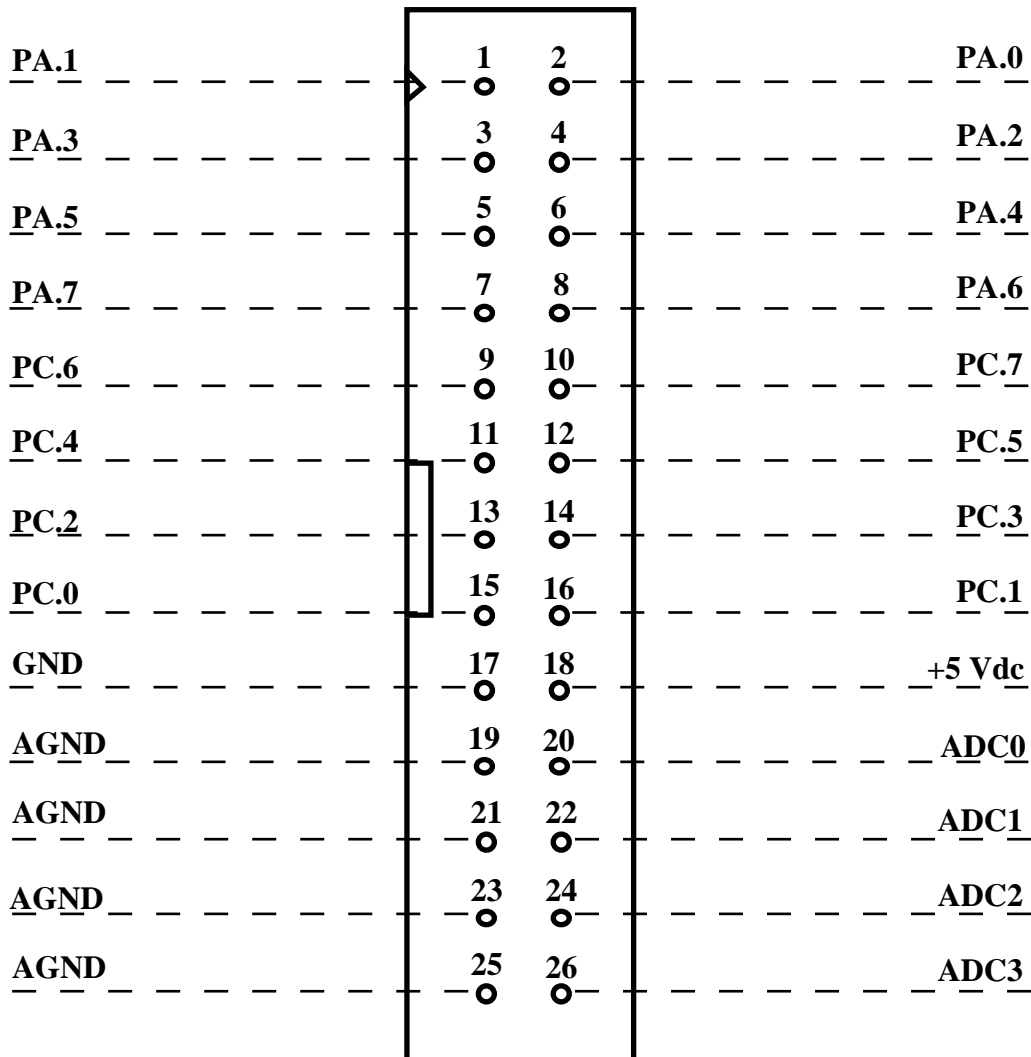 PA.1 1 2 PA.0
PA.3 3 4 PA.2
PA.5 5 6 PA.4
PA.7 7 8 PA.6
PC.6 9 10 PC.7
PC.4 11 12 PC.5
PC.2 13 14 PC.3
PC.0 15 16 PC.1
GND 17 18 +5 Vdc
AGND 19 20 ADC0
AGND 21 22 ADC1
AGND 23 24 ADC2
AGND 25 26 ADC3